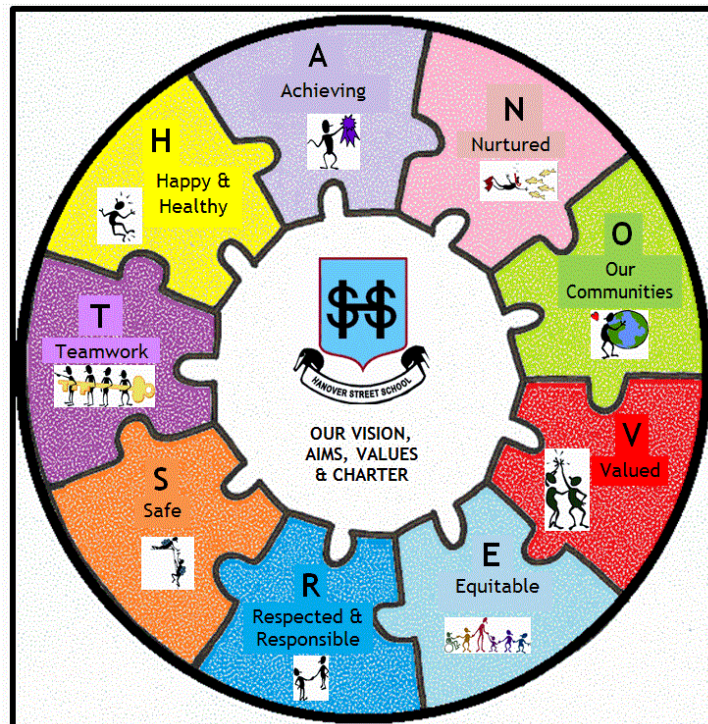 H
Happy &
Healthy
A
Achieving
N
Nurtured
O
Our
Communities
V
Valued
E
Equitable
R
Respected &
Responsible
S
Safe
T
Teamwork
HANOVER STREET SCHOOL
OUR VISION,
AIMS, VALUES
& CHARTER